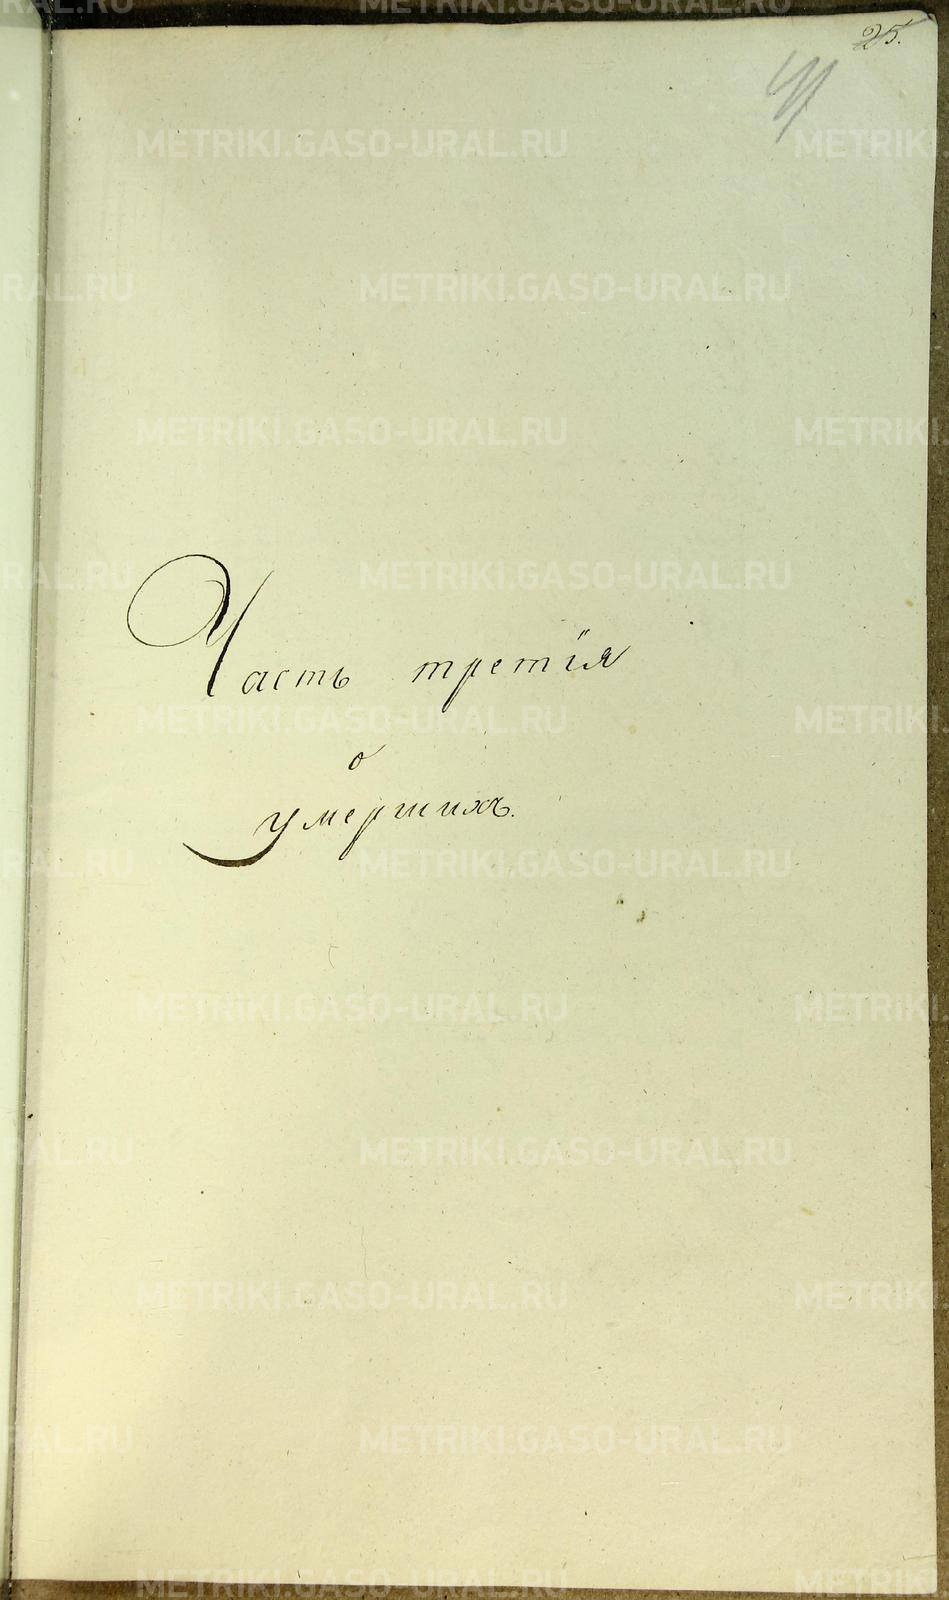 25.
Часть третія
о
умершихъ.